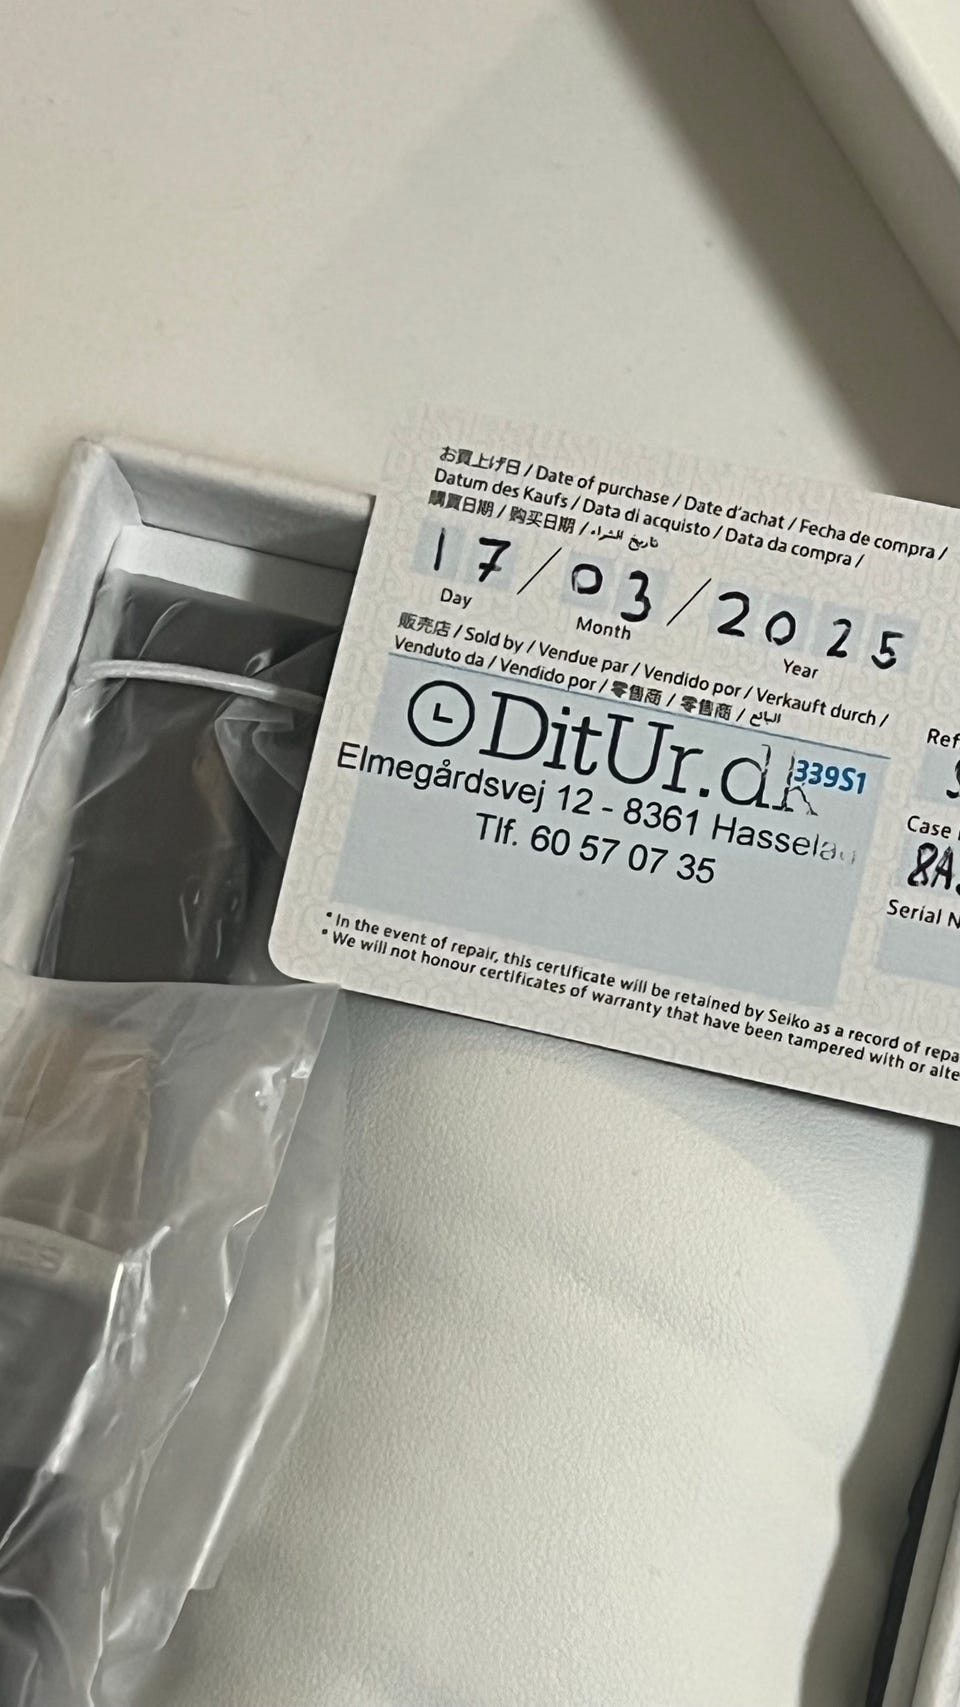 お買上げ日 / Date of purchase / Date d'achat / Fecha de compra /
Datum des Kaufs / Data di acquisto / Data da compra /
購買日期 / 购买日期 / تاريخ الشراء
17 / 03 / 2025
Day Month Year
販売店 / Sold by / Vendue par / Vendido por / Verkauft durch /
Venduto da / Vendido por / 零售商 / 零售商 / البائع
DitUr.dk
339S1
Elmegårdsvej 12 - 8361 Hasselau
Tlf. 60 57 07 35
* In the event of repair, this certificate will be retained by Seiko as a record of repa
* We will not honour certificates of warranty that have been tampered with or alte
Ref
Case
8A
Serial N